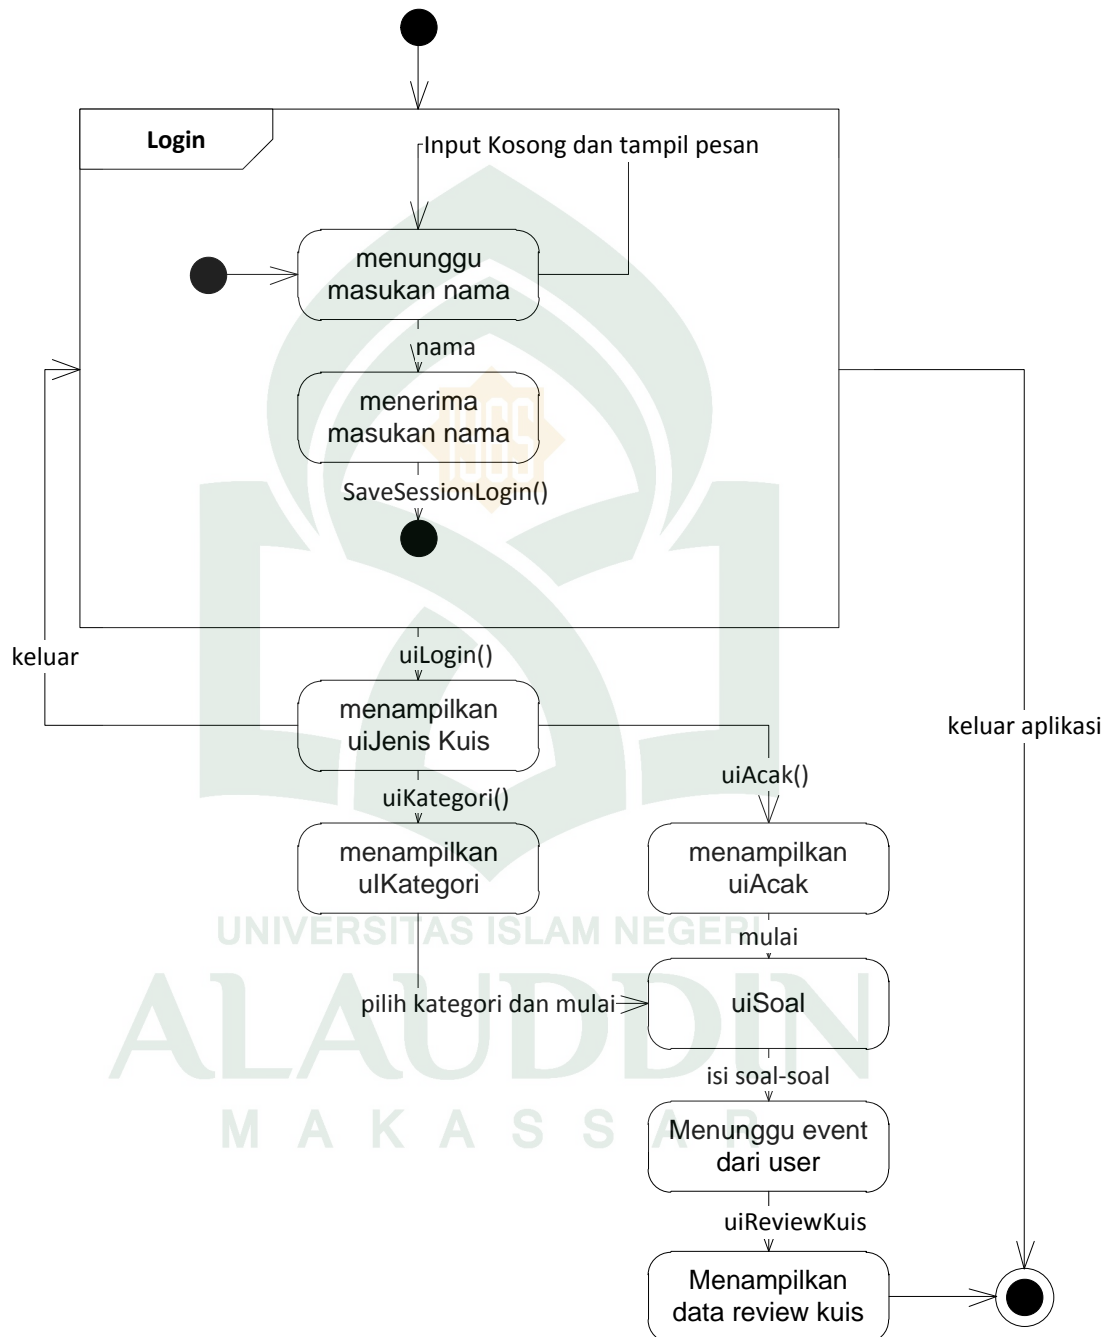 Login
Input Kosong dan tampil pesan
menunggu
masukan nama
nama
menerima
masukan nama
SaveSessionLogin()
keluar
uiLogin()
menampilkan
uiJenis Kuis
keluar aplikasi
uiAcak()
uiKategori()
menampilkan
uIKategori
menampilkan
uiAcak
UNIVERSITAS ISLAM NEGERI
mulai
ALAUDDIN
pilih kategori dan mulai
uiSoal
isi soal-soal
MAKASSAR
Menunggu event
dari user
uiReviewKuis
Menampilkan
data review kuis